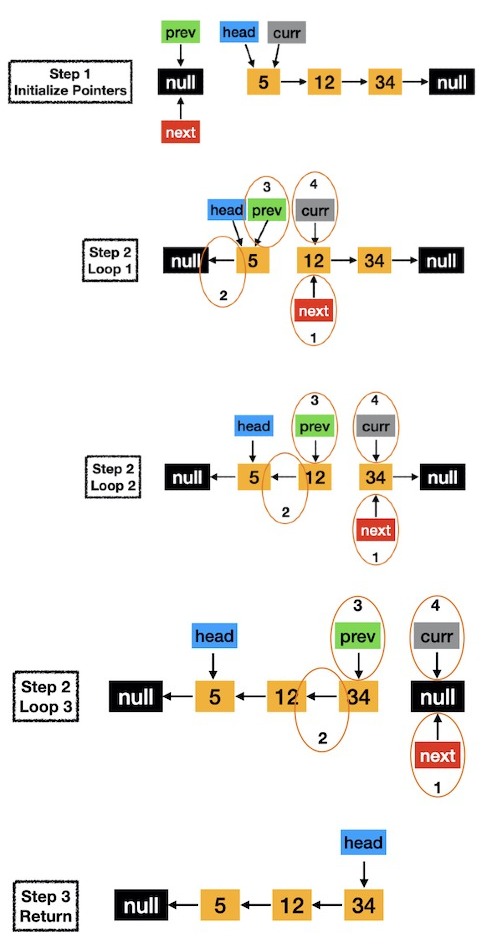 prev head curr
Step 1
Initialize Pointers
null 5 12 34 null
next
3 4
head prev curr
Step 2
Loop 1
null 5 12 34 null
2
next
1
3 4
head prev curr
Step 2
Loop 2
null 5 12 34 null
2
next
1
3 4
head prev curr
Step 2
Loop 3
null 5 12 34 null
2
next
1
head
Step 3
Return
null 5 12 34